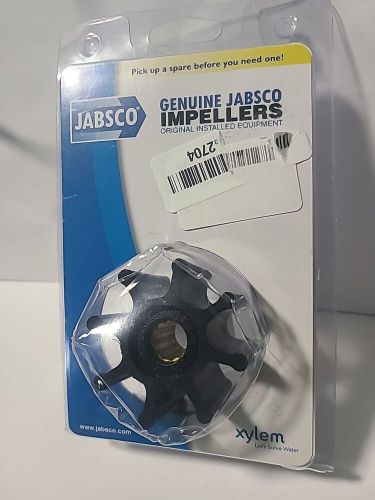 Pick up a spare before you need one!
JABSCO
GENUINE JABSCO
IMPELLERS
ORIGINAL INSTALLED EQUIPMENT
2704
www.jabsco.com
xylem
Let's Solve Water